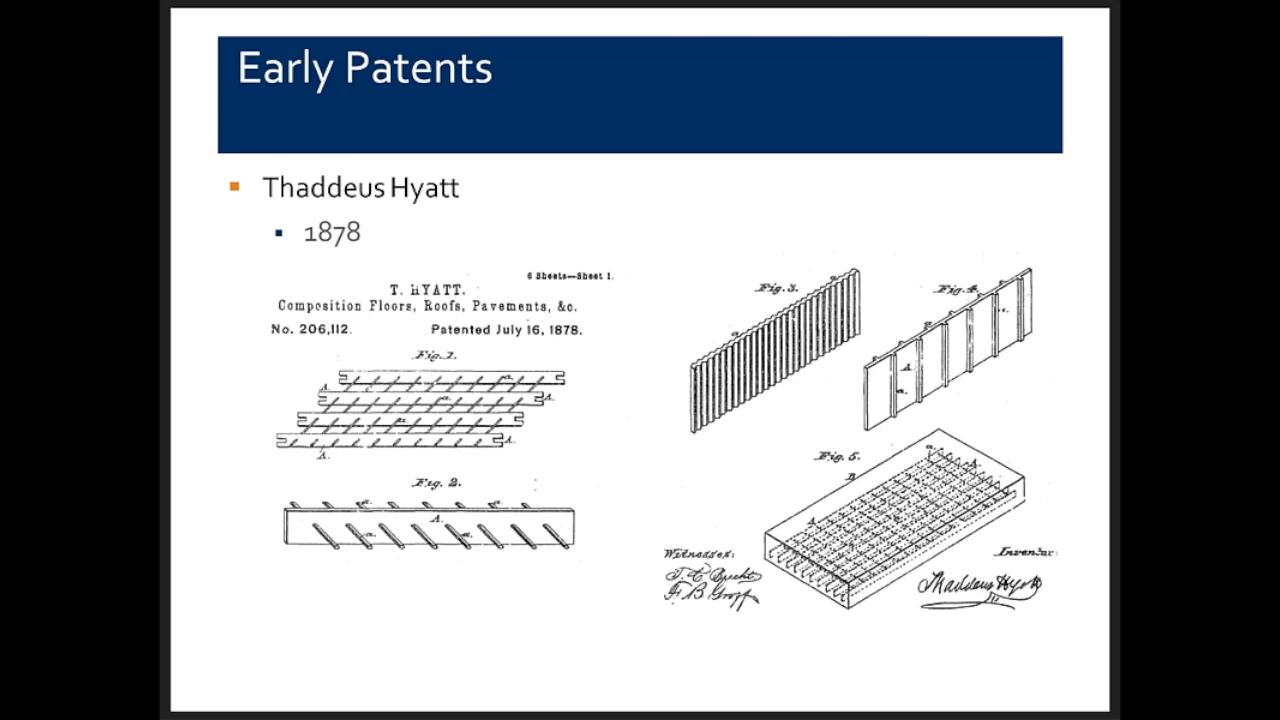 Early Patents
Thaddeus Hyatt
1878
6 Sheets—Sheet 1.
T. HYATT.
Composition Floors, Roofs, Pavements, &c.
No. 206,112.
Patented July 16, 1878.
Fig. 1.
Fig. 2.
Fig. 3.
Fig. 4.
Fig. 5.
B
A
Witnesses:
Inventor:
Thaddeus Hyatt